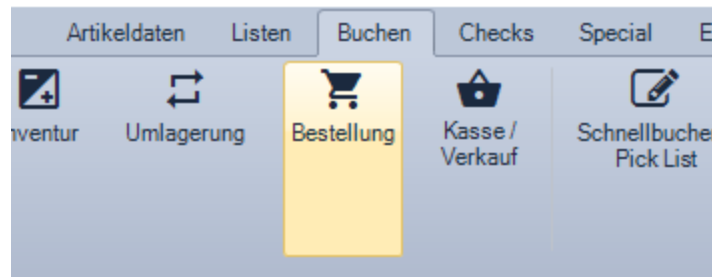 Artikeldaten Listen Buchen Checks Special E
nventur Umlagerung Bestellung Kasse / Verkauf Schnellbuche
Pick List